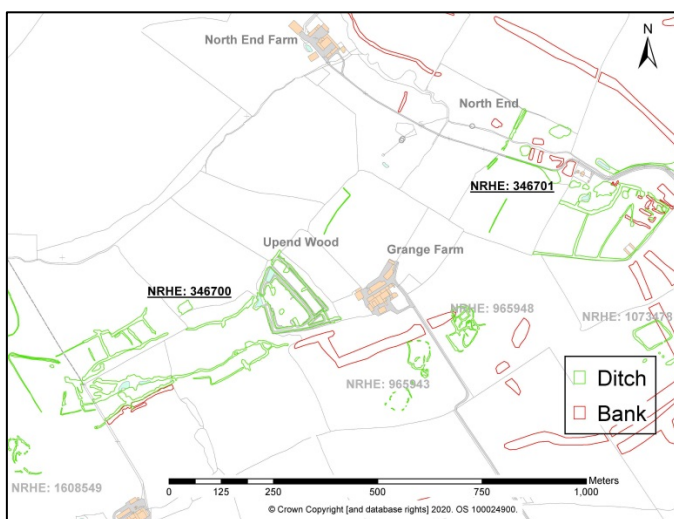 North End Farm
N
North End
NRHE: 346701
Upend Wood
Grange Farm
NRHE: 346700
NRHE: 965948
NRHE: 1073478
NRHE: 965943
Ditch
Bank
NRHE: 1608549
Meters
0 125 250 500 750 1,000
© Crown Copyright [and database rights] 2020. OS 100024900.